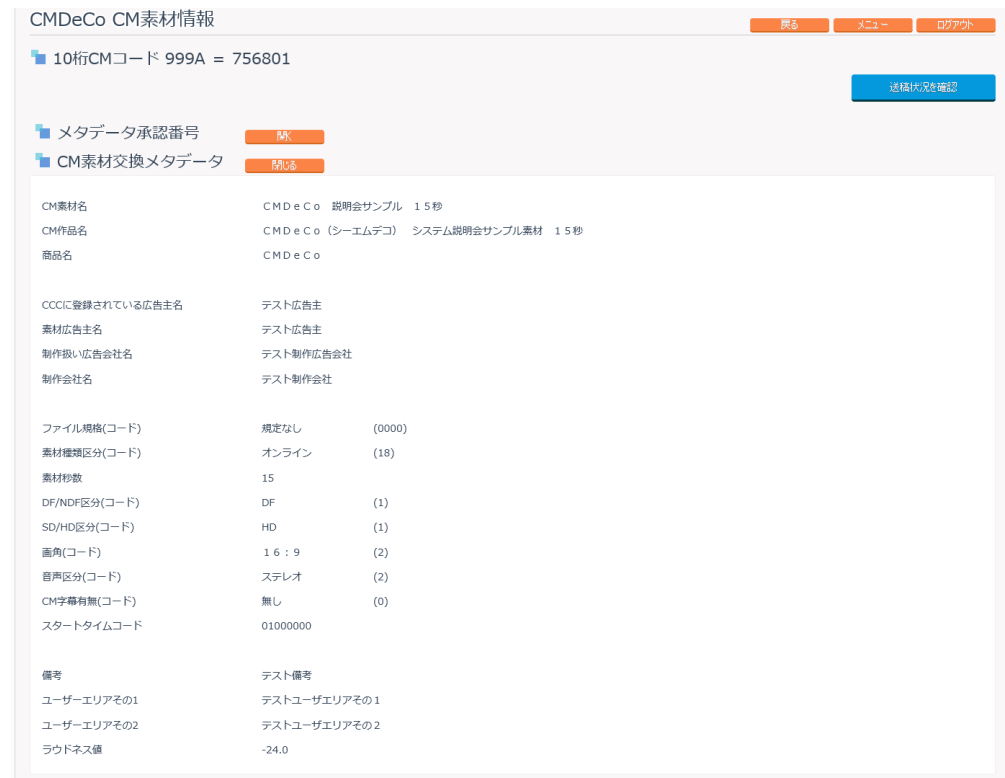 CMDeCo CM素材情報
戻る メニュー ログアウト
10桁CMコード 999A = 756801
送稿状況を確認
メタデータ承認番号 開く
CM素材交換メタデータ 閉じる
CM素材名 ＣＭＤｅＣｏ　説明会サンプル　１５秒
CM作品名 ＣＭＤｅＣｏ（シーエムデコ）　システム説明会サンプル素材　１５秒
商品名 ＣＭＤｅＣｏ
CCCに登録されている広告主名 テスト広告主
素材広告主名 テスト広告主
制作扱い広告会社名 テスト制作広告会社
制作会社名 テスト制作会社
ファイル規格(コード) 規定なし (0000)
素材種類区分(コード) オンライン (18)
素材秒数 15
DF/NDF区分(コード) DF (1)
SD/HD区分(コード) HD (1)
画角(コード) １６：９ (2)
音声区分(コード) ステレオ (2)
CM字幕有無(コード) 無し (0)
スタートタイムコード 01000000
備考 テスト備考
ユーザーエリアその1 テストユーザエリアその１
ユーザーエリアその2 テストユーザエリアその２
ラウドネス値 -24.0